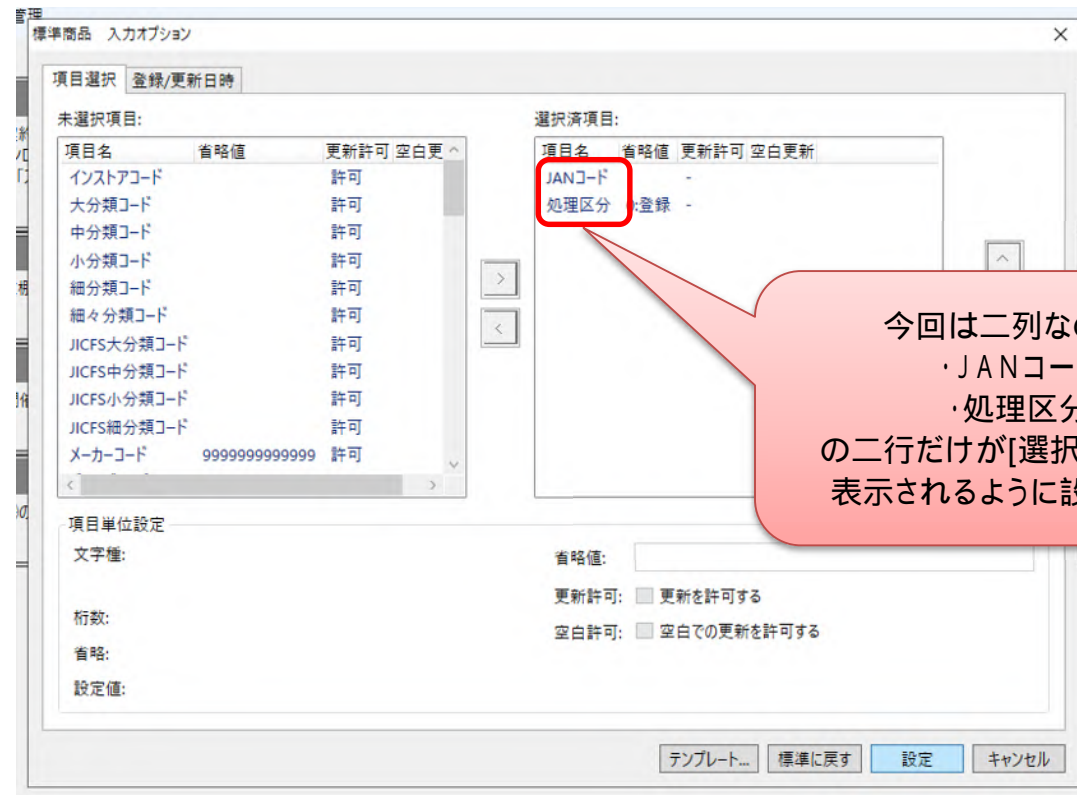 管理
標準商品 入力オプション
項目選択 登録/更新日時
未選択項目:
項目名 省略値 更新許可 空白更
インストアコード 許可
大分類コード 許可
中分類コード 許可
小分類コード 許可
細分類コード 許可
細々分類コード 許可
JICFS大分類コード 許可
JICFS中分類コード 許可
JICFS小分類コード 許可
JICFS細分類コード 許可
メーカーコード 9999999999999 許可
選択済項目:
項目名 省略値 更新許可 空白更新
JANコード -
処理区分 :登録 -
今回は二列な
・JANコー
・処理区分
の二行だけが[選択
表示されるように設
項目単位設定
文字種:
桁数:
省略:
設定値:
省略値:
更新許可: 更新を許可する
空白許可: 空白での更新を許可する
テンプレート... 標準に戻す 設定 キャンセル